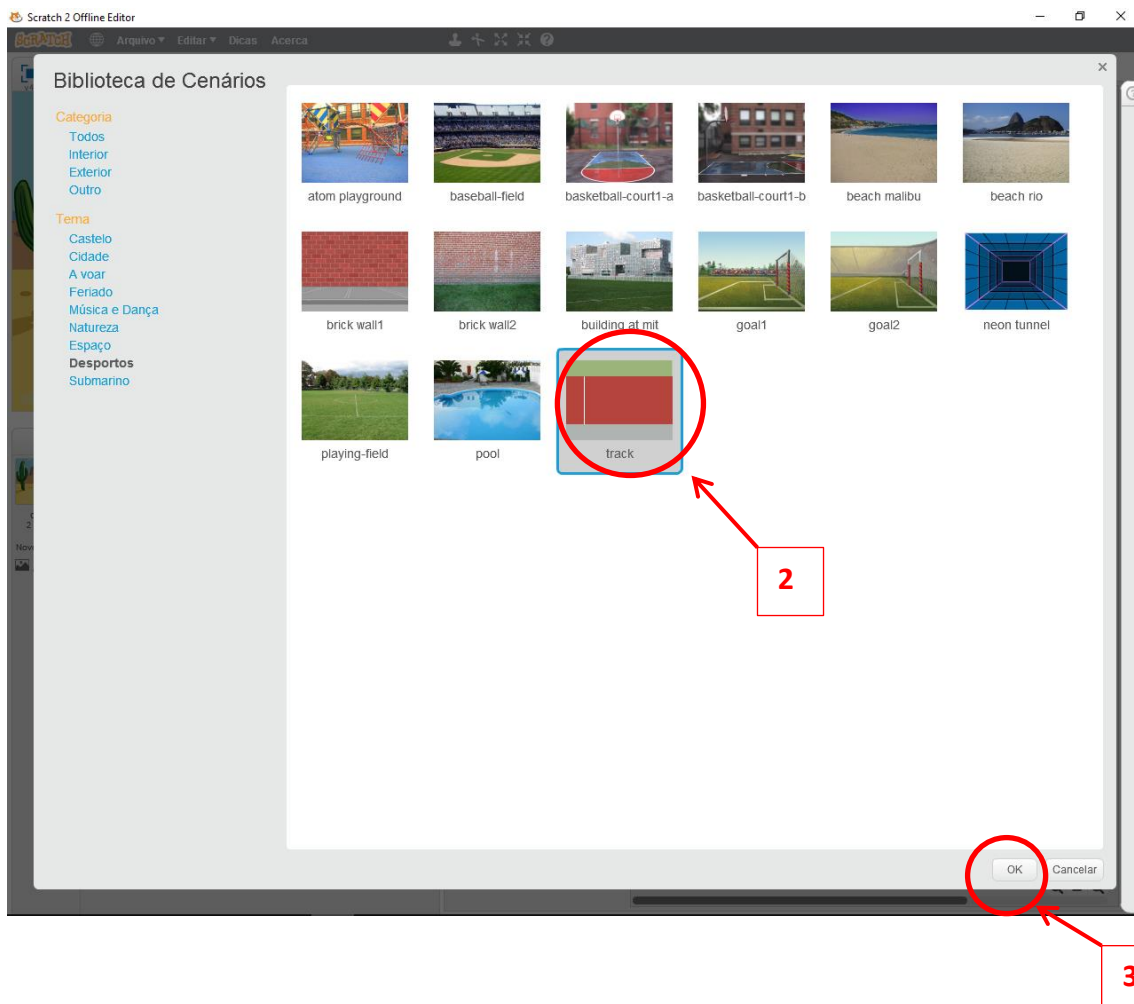 Scratch 2 Offline Editor
SCRATCH Arquivo Editar Dicas Acerca
Biblioteca de Cenários
Categoria
Todos
Interior
Exterior
Outro
Tema
Castelo
Cidade
A voar
Feriado
Música e Dança
Natureza
Espaço
Desportos
Submarino
atom playground baseball-field basketball-court1-a basketball-court1-b beach malibu beach rio
brick wall1 brick wall2 building at mit goal1 goal2 neon tunnel
playing-field pool track
2
OK Cancelar
3